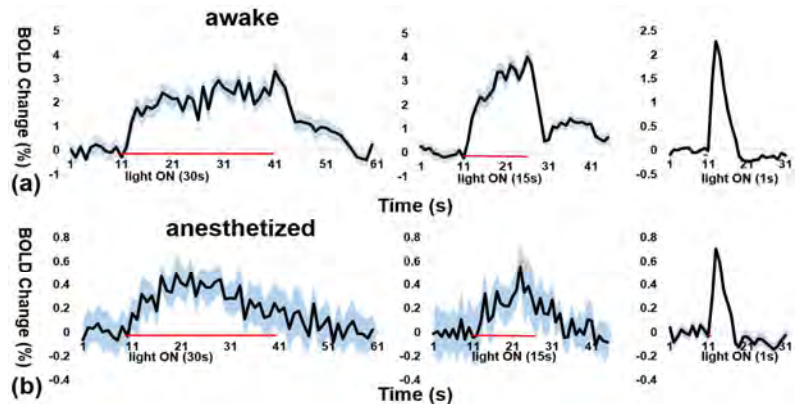 awake
BOLD Change (%)
5
4
3
2
1
0
-1
1 11 21 31 41 51 61
light ON (30s)
5
4
3
2
1
0
-1
1 11 21 31 41
light ON (15s)
2.5
2
1.5
1
0.5
0
-0.5
1 11 21 31
light ON (1s)
(a)
Time (s)
anesthetized
BOLD Change (%)
0.8
0.6
0.4
0.2
0
-0.2
-0.4
1 11 21 31 41 51 61
light ON (30s)
0.8
0.6
0.4
0.2
0
-0.2
-0.4
1 11 21 31 41
light ON (15s)
0.8
0.6
0.4
0.2
0
-0.2
-0.4
1 11 21 31
light ON (1s)
(b)
Time (s)